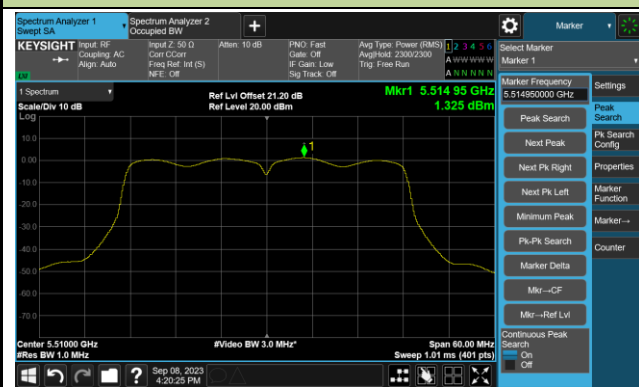 Spectrum Analyzer 1
Swept SA
Spectrum Analyzer 2
Occupied BW
Marker
KEYSIGHT
Input: RF
Coupling: AC
Align: Auto
Input Z: 50 Ω
Corr CCorr
Freq Ref: Int (S)
NFE: Off
Atten: 10 dB
PNO: Fast
Gate: Off
IF Gain: Low
Sig Track: Off
Avg Type: Power (RMS)
Avg|Hold: 2300/2300
Trig: Free Run
1 2 3 4 5 6
A W W W W W
A N N N N N
LVI
Select Marker
Marker 1
Marker Frequency
5.514950000 GHz
Settings
Peak Search
Peak
Search
Next Peak
Pk Search
Config
Next Pk Right
Properties
Next Pk Left
Marker
Function
Minimum Peak
Marker→
Pk-Pk Search
Counter
Marker Delta
Mkr→CF
Mkr→Ref Lvl
Continuous Peak
Search
On
Off
1 Spectrum
Scale/Div 10 dB
Ref Lvl Offset 21.20 dB
Ref Level 20.00 dBm
Mkr1 5.514 95 GHz
1.325 dBm
Log
10.0
0.00
-10.0
-20.0
-30.0
-40.0
-50.0
-60.0
-70.0
1
Center 5.51000 GHz
#Res BW 1.0 MHz
#Video BW 3.0 MHz*
Span 60.00 MHz
Sweep 1.01 ms (401 pts)
Sep 08, 2023
4:20:25 PM